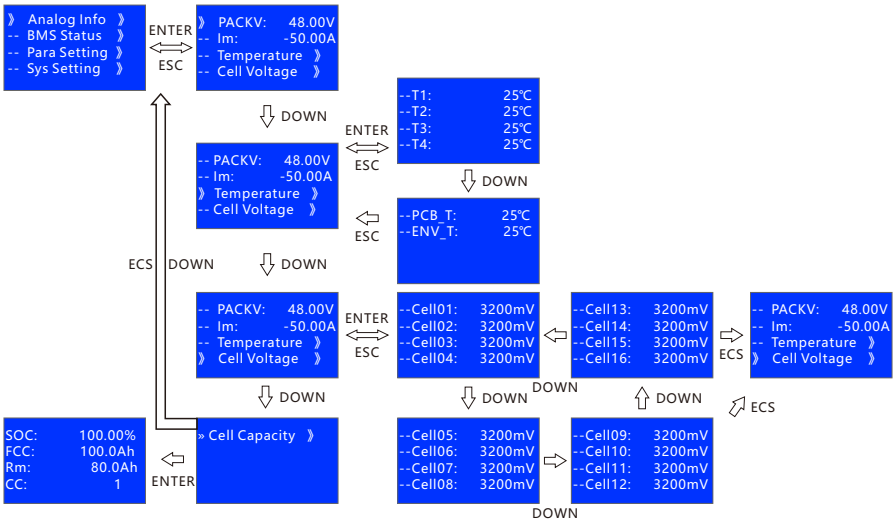 》 Analog Info 》
-- BMS Status 》
-- Para Setting 》
-- Sys Setting 》
ENTER
ESC
》 PACKV: 48.00V
-- Im: -50.00A
-- Temperature 》
-- Cell Voltage 》
DOWN
-- PACKV: 48.00V
-- Im: -50.00A
》 Temperature 》
-- Cell Voltage 》
ENTER
ESC
--T1: 25℃
--T2: 25℃
--T3: 25℃
--T4: 25℃
DOWN
ESC
--PCB_T: 25℃
--ENV_T: 25℃
ECS DOWN
DOWN
-- PACKV: 48.00V
-- Im: -50.00A
-- Temperature 》
》 Cell Voltage 》
ENTER
ESC
--Cell01: 3200mV
--Cell02: 3200mV
--Cell03: 3200mV
--Cell04: 3200mV
DOWN
--Cell13: 3200mV
--Cell14: 3200mV
--Cell15: 3200mV
--Cell16: 3200mV
ECS
-- PACKV: 48.00V
-- Im: -50.00A
-- Temperature 》
》 Cell Voltage 》
DOWN
DOWN
DOWN
ECS
SOC: 100.00%
FCC: 100.0Ah
Rm: 80.0Ah
CC: 1
ENTER
» Cell Capacity 》
--Cell05: 3200mV
--Cell06: 3200mV
--Cell07: 3200mV
--Cell08: 3200mV
DOWN
--Cell09: 3200mV
--Cell10: 3200mV
--Cell11: 3200mV
--Cell12: 3200mV